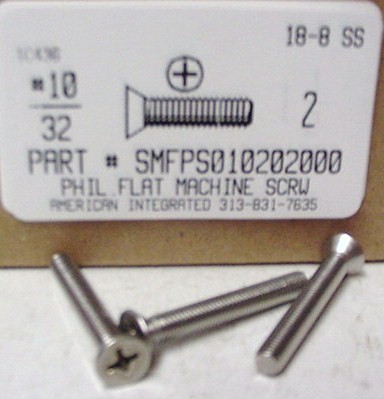 18-8 SS
#10
32
2
PART # SMFPS010202000
PHIL FLAT MACHINE SCRW
AMERICAN INTEGRATED 313-831-7635